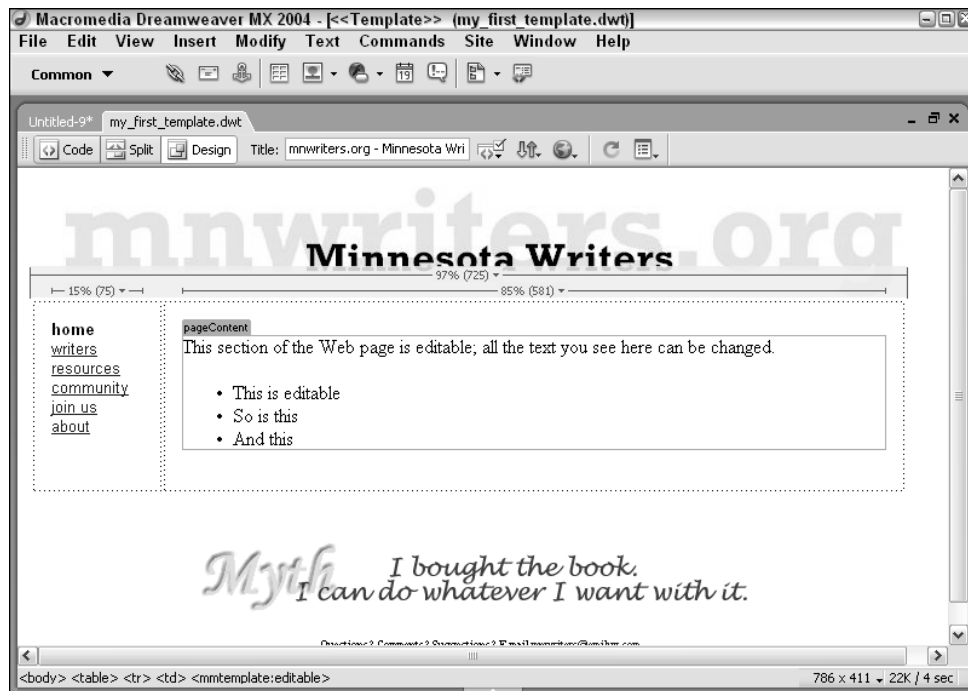 Macromedia Dreamweaver MX 2004 - [<<Template>> (my_first_template.dwt)]
File Edit View Insert Modify Text Commands Site Window Help
Common
19
Untitled-9* my_first_template.dwt
Code Split Design Title: mnwriters.org - Minnesota Wri
mnwriters.org
Minnesota Writers
97% (725)
15% (75) 85% (581)
home
writers
resources
community
join us
about
pageContent
This section of the Web page is editable; all the text you see here can be changed.
• This is editable
• So is this
• And this
Myth I bought the book.
I can do whatever I want with it.
Questions? Comments? Suggestions?
<body> <table> <tr> <td> <mmtemplate:editable> 786 x 411 22K / 4 sec